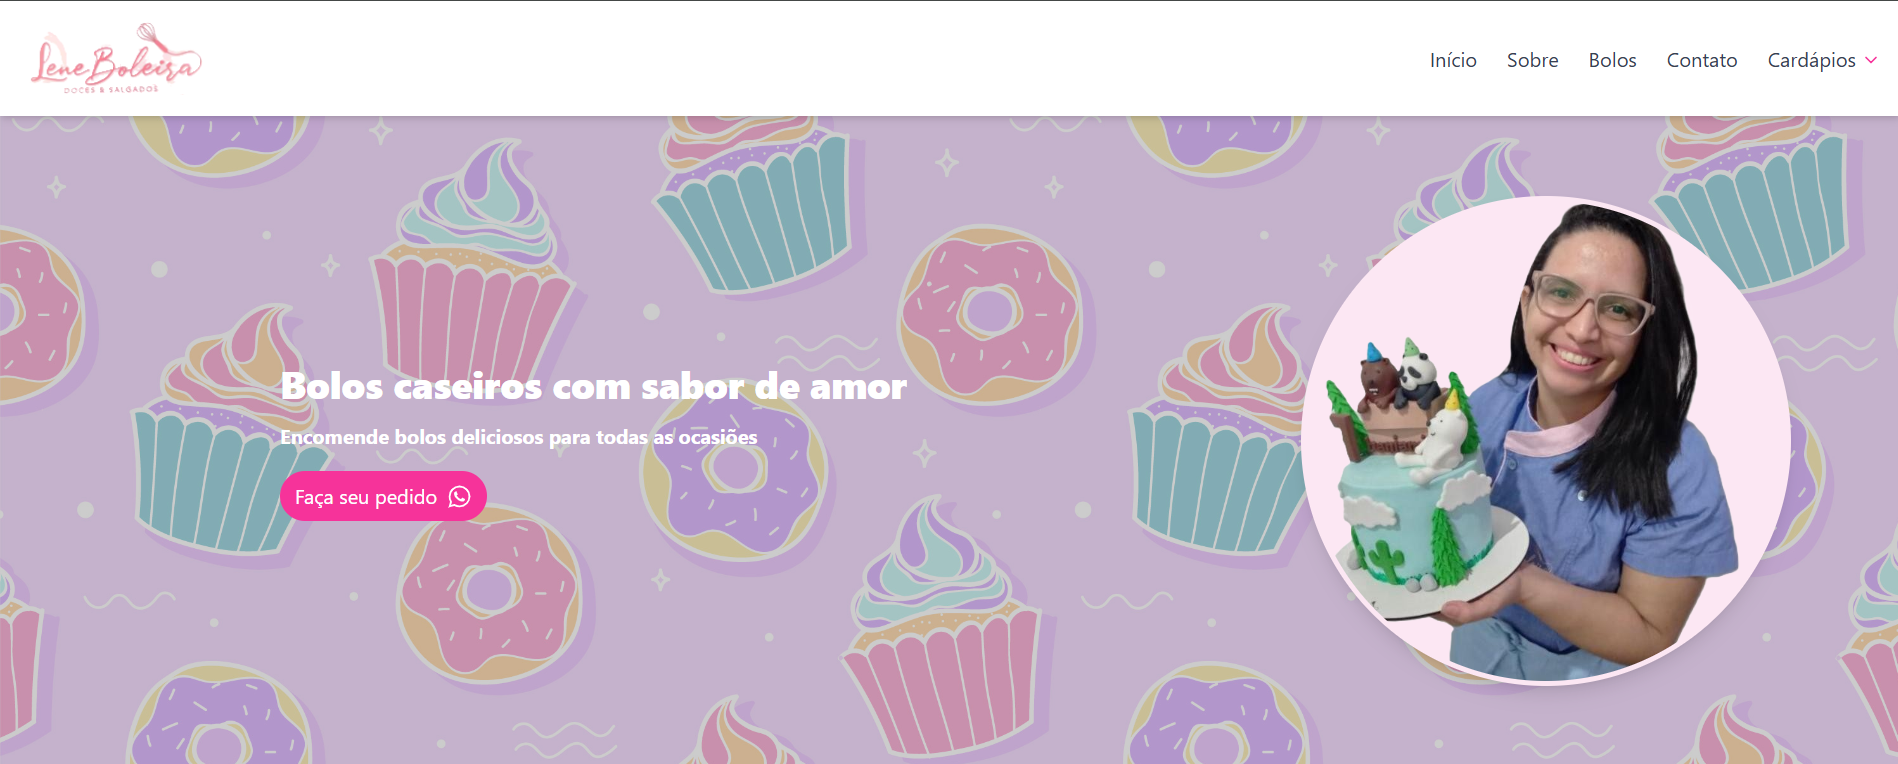 Lene Boleira
DOCES & SALGADOS
Início Sobre Bolos Contato Cardápios
Bolos caseiros com sabor de amor
Encomende bolos deliciosos para todas as ocasiões
Faça seu pedido